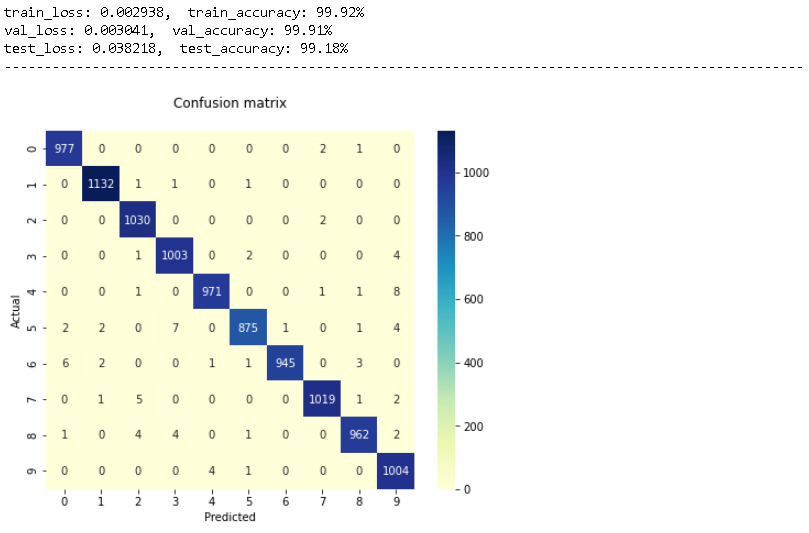 train_loss: 0.002938,  train_accuracy: 99.92%
val_loss: 0.003041,  val_accuracy: 99.91%
test_loss: 0.038218,  test_accuracy: 99.18%
----------------------------------------------------------------------------------------------------
Confusion matrix
0 977 0 0 0 0 0 0 2 1 0
1 0 1132 1 1 0 1 0 0 0 0
2 0 0 1030 0 0 0 0 2 0 0
3 0 0 1 1003 0 2 0 0 0 4
4 0 0 1 0 971 0 0 1 1 8
5 2 2 0 7 0 875 1 0 1 4
6 6 2 0 0 1 1 945 0 3 0
7 0 1 5 0 0 0 0 1019 1 2
8 1 0 4 4 0 1 0 0 962 2
9 0 0 0 0 4 1 0 0 0 1004
0 1 2 3 4 5 6 7 8 9
Predicted
Actual
1000
800
600
400
200
0